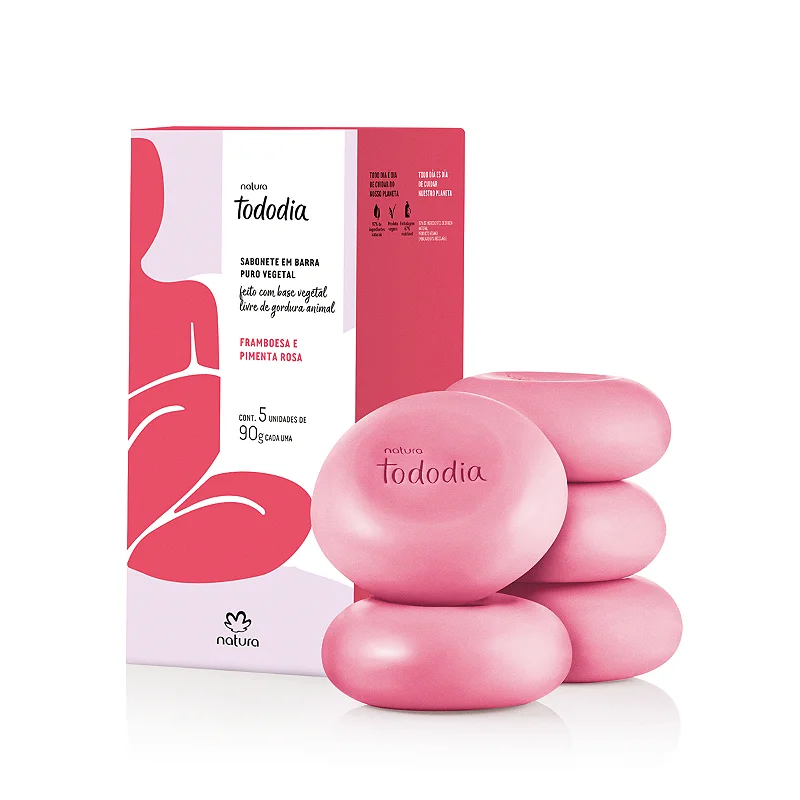 natura
tododia
SABONETE EM BARRA
PURO VEGETAL
feito com base vegetal
livre de gordura animal
FRAMBOESA E
PIMENTA ROSA
CONT. 5 UNIDADES DE
90g CADA UMA
natura
TODO DIA É DIA
DE CUIDAR DO
NOSSO PLANETA
TODO DÍA ES DÍA
DE CUIDAR
NUESTRO PLANETA
natura
tododia